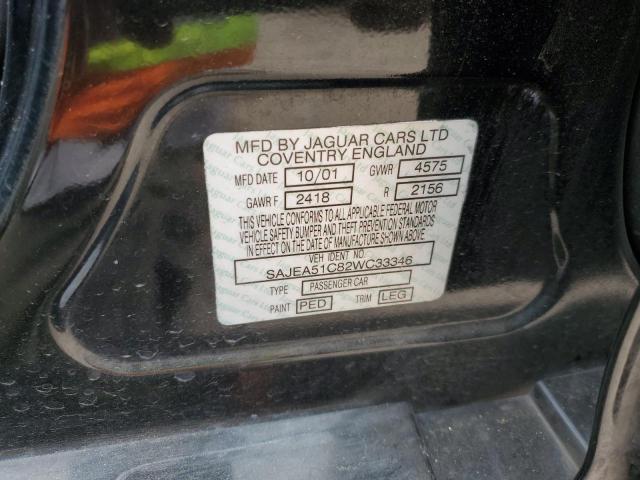 MFD BY JAGUAR CARS LTD
COVENTRY ENGLAND
MFD DATE 10/01 GVWR 4575
GAWR F 2418 R 2156
THIS VEHICLE CONFORMS TO ALL APPLICABLE FEDERAL MOTOR
VEHICLE SAFETY BUMPER AND THEFT PREVENTION STANDARDS
IN EFFECT ON THE DATE OF MANUFACTURE SHOWN ABOVE
VEH IDENT NO.
SAJEA51C82WC33346
TYPE PASSENGER CAR
PAINT PED TRIM LEG